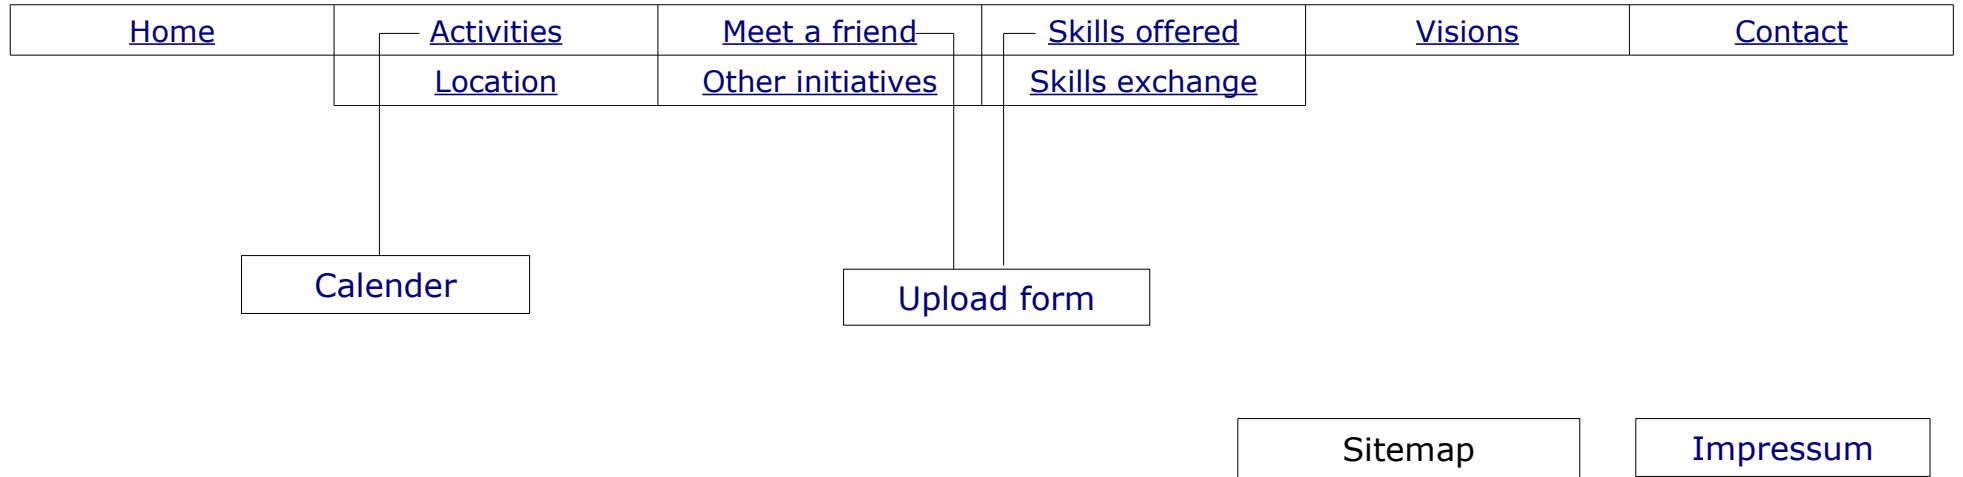 Home Activities Meet a friend Skills offered Visions Contact
Location Other initiatives Skills exchange
Calender
Upload form
Sitemap Impressum